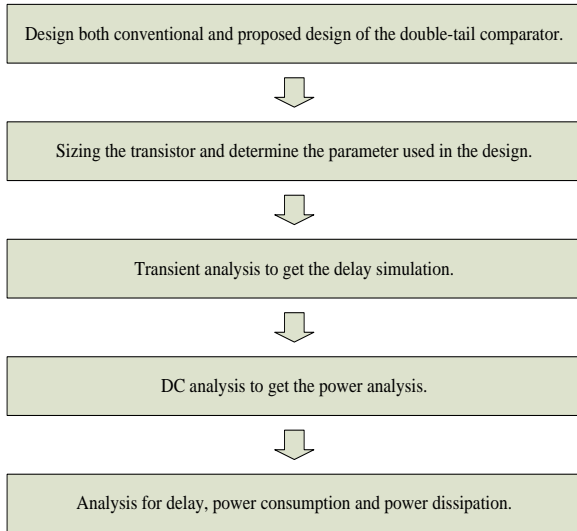 Design both conventional and proposed design of the double-tail comparator.
Sizing the transistor and determine the parameter used in the design.
Transient analysis to get the delay simulation.
DC analysis to get the power analysis.
Analysis for delay, power consumption and power dissipation.